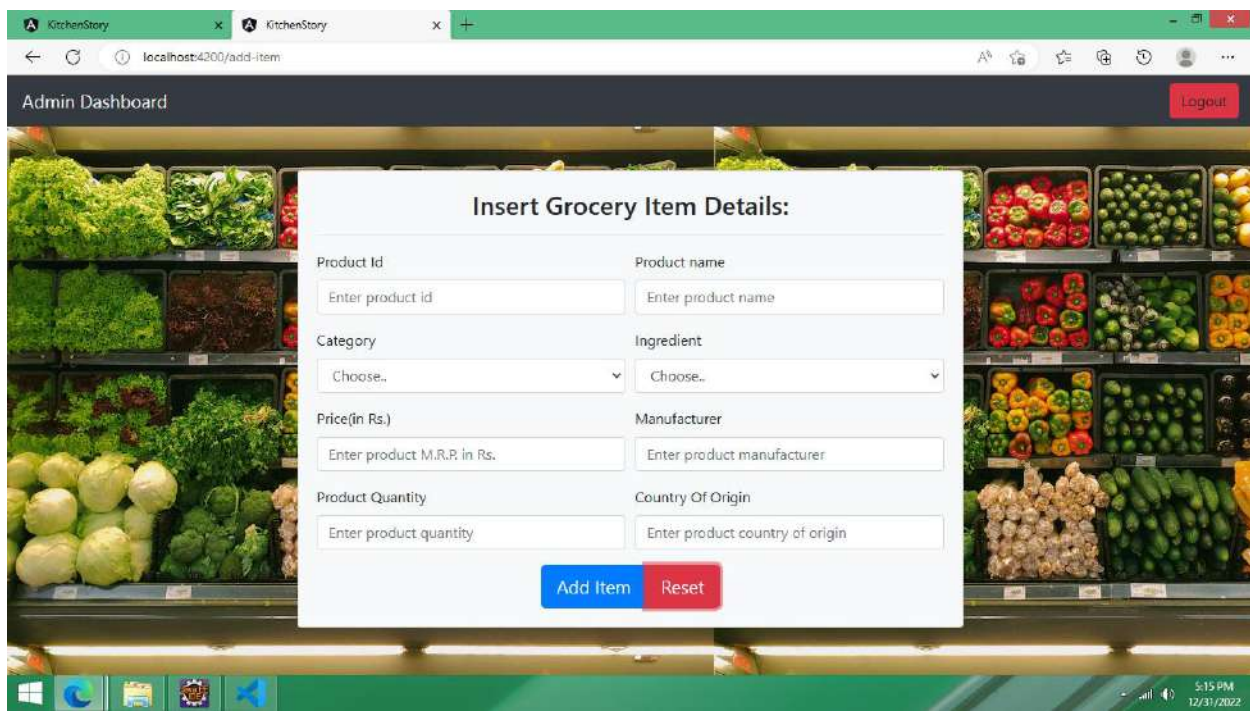 KitchenStory
KitchenStory
localhost:4200/add-item
Admin Dashboard
Logout
Insert Grocery Item Details:
Product Id
Product name
Enter product id
Enter product name
Category
Ingredient
Choose..
Choose..
Price(in Rs.)
Manufacturer
Enter product M.R.P. in Rs.
Enter product manufacturer
Product Quantity
Country Of Origin
Enter product quantity
Enter product country of origin
Add Item
Reset
5:15 PM
12/31/2022